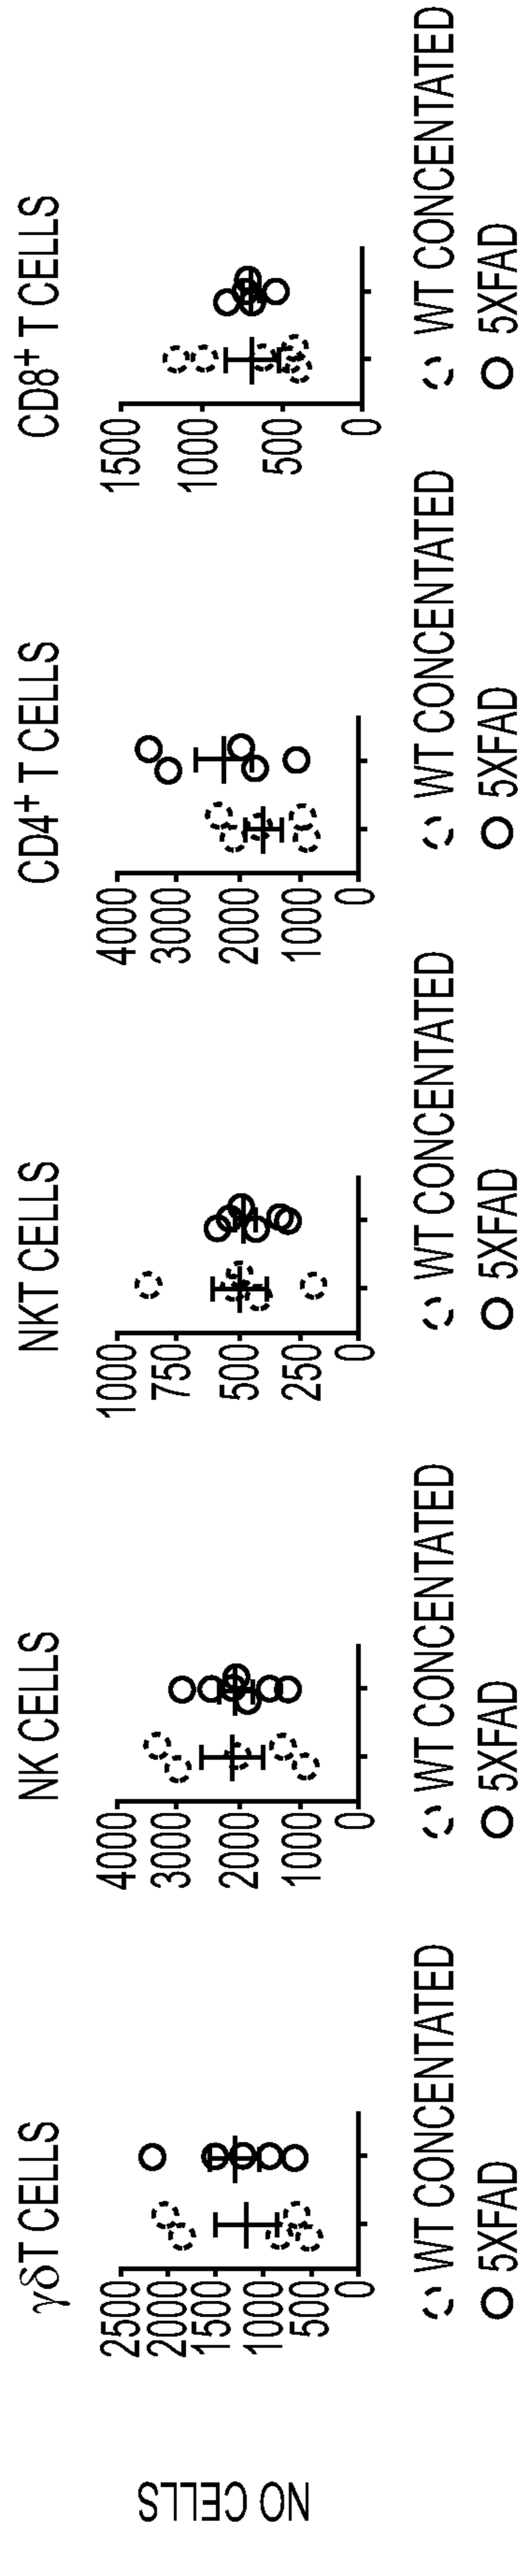 NO CELLS
γδT CELLS
2500
2000
1500
1000
500
0
WT CONCENTATED
5XFAD
NK CELLS
4000
3000
2000
1000
0
WT CONCENTATED
5XFAD
NKT CELLS
1000
750
500
250
0
WT CONCENTATED
5XFAD
CD4+ T CELLS
4000
3000
2000
1000
0
WT CONCENTATED
5XFAD
CD8+ T CELLS
1500
1000
500
0
WT CONCENTATED
5XFAD